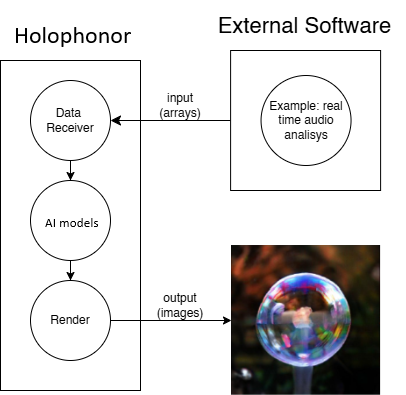 Holophonor
External Software
Data
Receiver
input
(arrays)
Example: real
time audio
analisys
AI models
Render
output
(images)